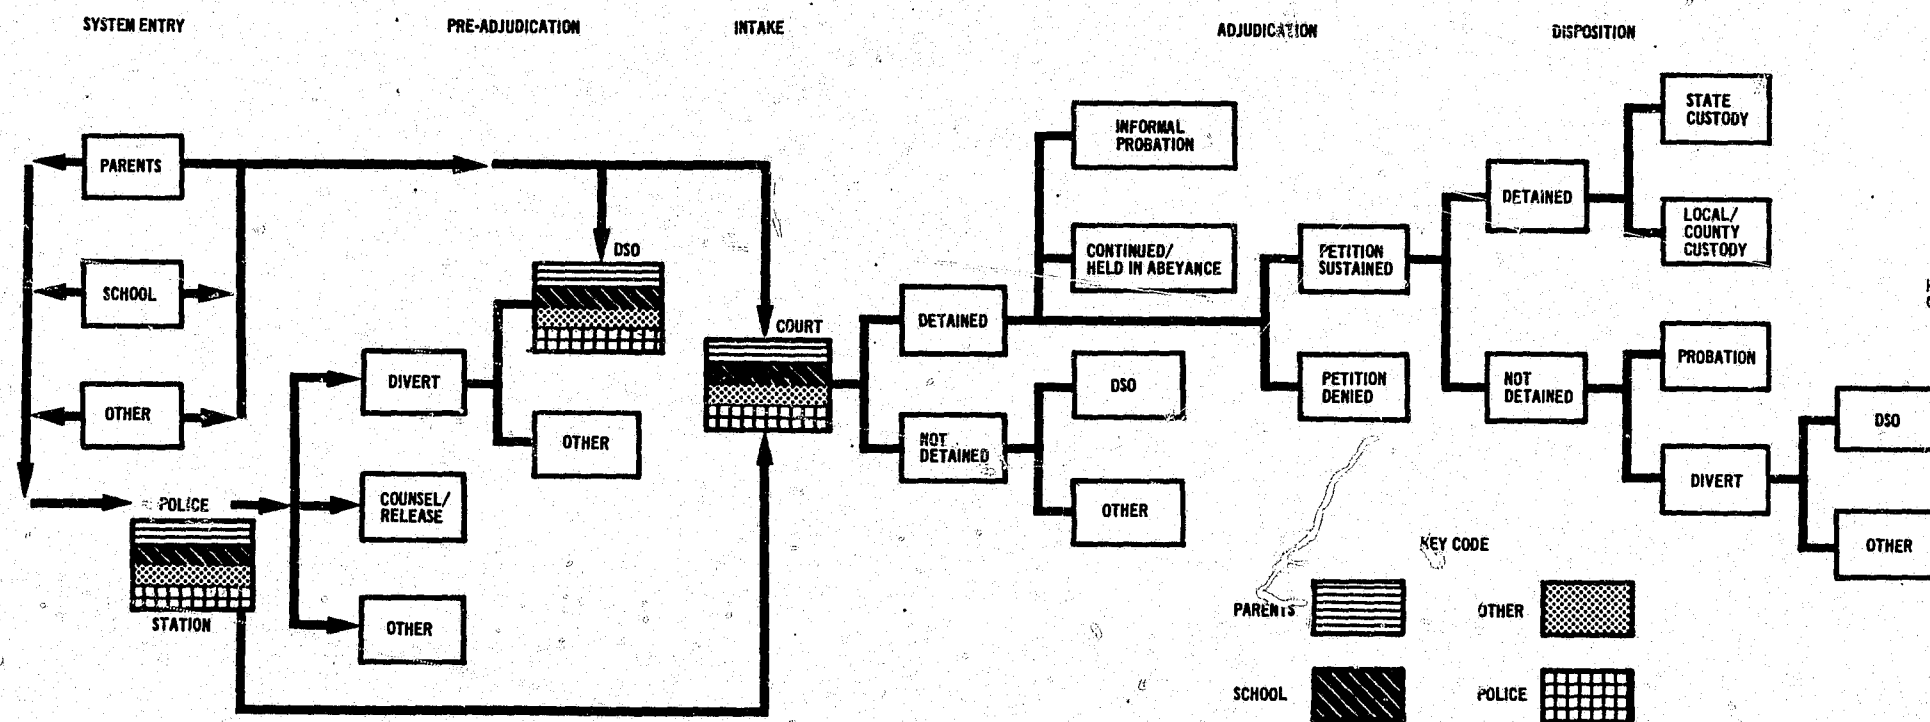 SYSTEM ENTRY
PRE-ADJUDICATION
INTAKE
ADJUDICATION
DISPOSITION
PARENTS
SCHOOL
OTHER
POLICE
STATION
DIVERT
COUNSEL/
RELEASE
OTHER
DSO
OTHER
COURT
DETAINED
NOT
DETAINED
INFORMAL
PROBATION
CONTINUED/
HELD IN ABEYANCE
DSO
OTHER
PETITION
SUSTAINED
PETITION
DENIED
DETAINED
NOT
DETAINED
STATE
CUSTODY
LOCAL/
COUNTY
CUSTODY
PROBATION
DIVERT
DSO
OTHER
KEY CODE
PARENTS
OTHER
SCHOOL
POLICE